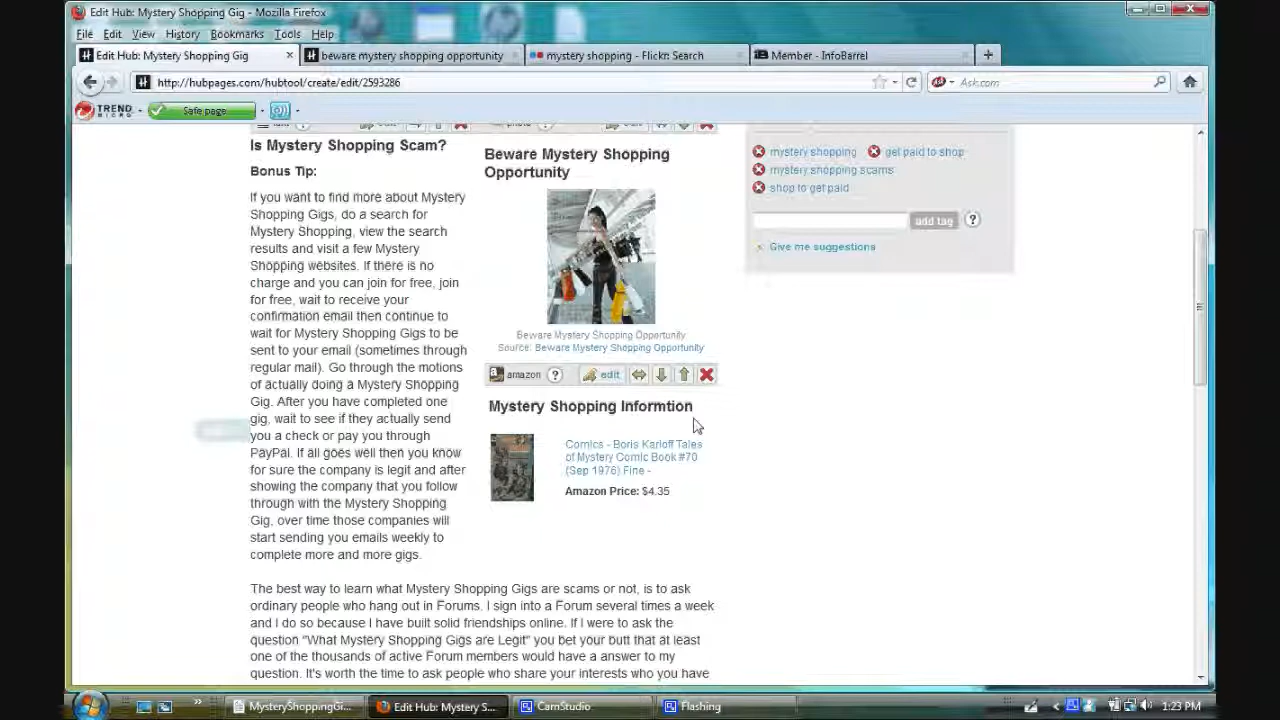 Edit Hub: Mystery Shopping Gig - Mozilla Firefox
File Edit View History Bookmarks Tools Help
Edit Hub: Mystery Shopping Gig
beware mystery shopping opportunity
mystery shopping - Flickr: Search
Member - InfoBarrel
http://hubpages.com/hubtool/create/edit/2593286
Ask.com
TREND MICRO
Safe page
Is Mystery Shopping Scam?
Bonus Tip:
If you want to find more about Mystery
Shopping Gigs, do a search for
Mystery Shopping, view the search
results and visit a few Mystery
Shopping websites. If there is no
charge and you can join for free, join
for free, wait to receive your
confirmation email then continue to
wait for Mystery Shopping Gigs to be
sent to your email (sometimes through
regular mail). Go through the motions
of actually doing a Mystery Shopping
Gig. After you have completed one
gig, wait to see if they actually send
you a check or pay you through
PayPal. If all goes well then you know
for sure the company is legit and after
showing the company that you follow
through with the Mystery Shopping
Gig, over time those companies will
start sending you emails weekly to
complete more and more gigs.
Beware Mystery Shopping
Opportunity
Beware Mystery Shopping Opportunity
Source: Beware Mystery Shopping Opportunity
amazon ? edit
Mystery Shopping Informtion
Comics - Boris Karloff Tales
of Mystery Comic Book #70
(Sep 1976) Fine -
Amazon Price: $4.35
The best way to learn what Mystery Shopping Gigs are scams or not, is to ask
ordinary people who hang out in Forums. I sign into a Forum several times a week
and I do so because I have built solid friendships online. If I were to ask the
question "What Mystery Shopping Gigs are Legit" you bet your butt that at least
one of the thousands of active Forum members would have a answer to my
question. It's worth the time to ask people who share your interests who you have
mystery shopping get paid to shop
mystery shopping scams
shop to get paid
add tag ?
Give me suggestions
MysteryShoppingGi...
Edit Hub: Mystery S...
CamStudio
Flashing
1:23 PM